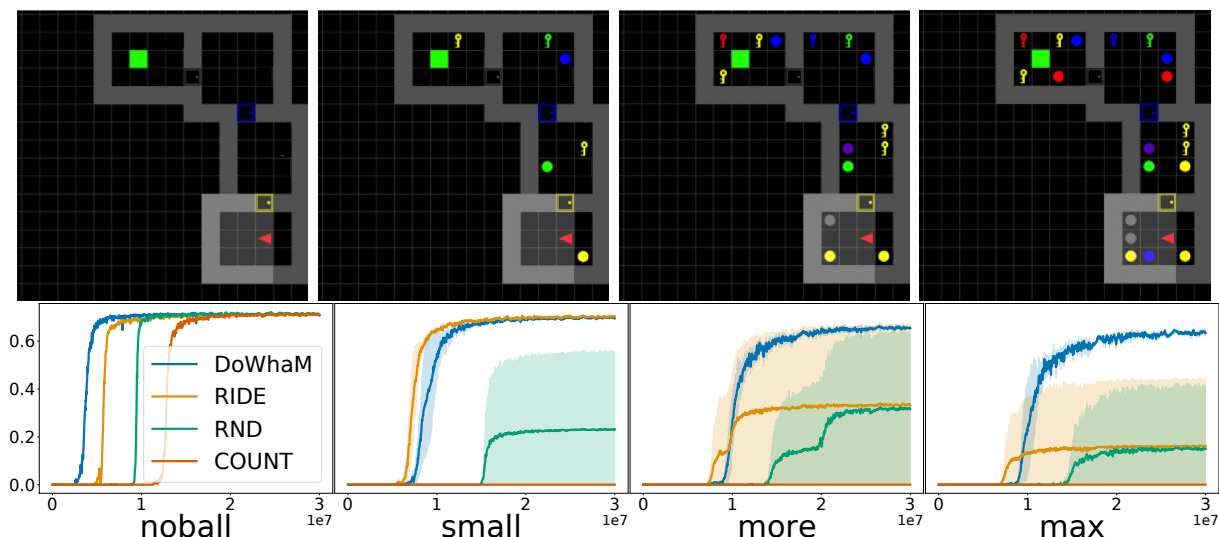 0.6
0.4
0.2
0.0
DoWhaM
RIDE
RND
COUNT
0 1 2 3
1e7
0 1 2 3
1e7
0 1 2 3
1e7
0 1 2 3
1e7
noball small more max